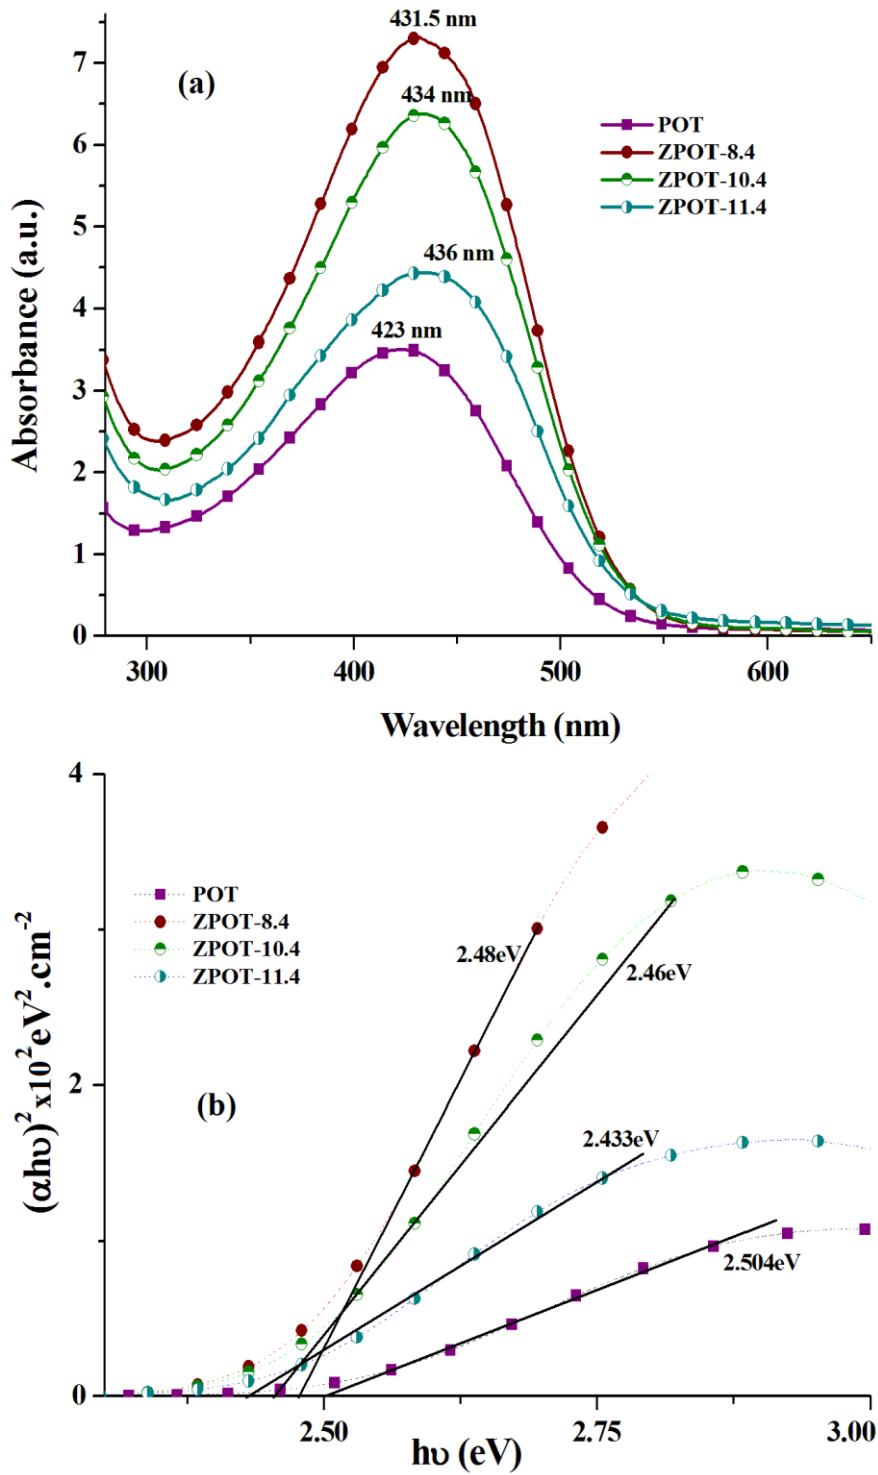 431.5 nm
(a)
434 nm
436 nm
423 nm
POT
ZPOT-8.4
ZPOT-10.4
ZPOT-11.4
7
6
5
4
3
2
1
0
Absorbance (a.u.)
300 400 500 600
Wavelength (nm)
4
2
0
(αhυ)² x10² eV².cm⁻²
POT
ZPOT-8.4
ZPOT-10.4
ZPOT-11.4
2.48eV
2.46eV
(b)
2.433eV
2.504eV
2.50 2.75 3.00
hυ (eV)